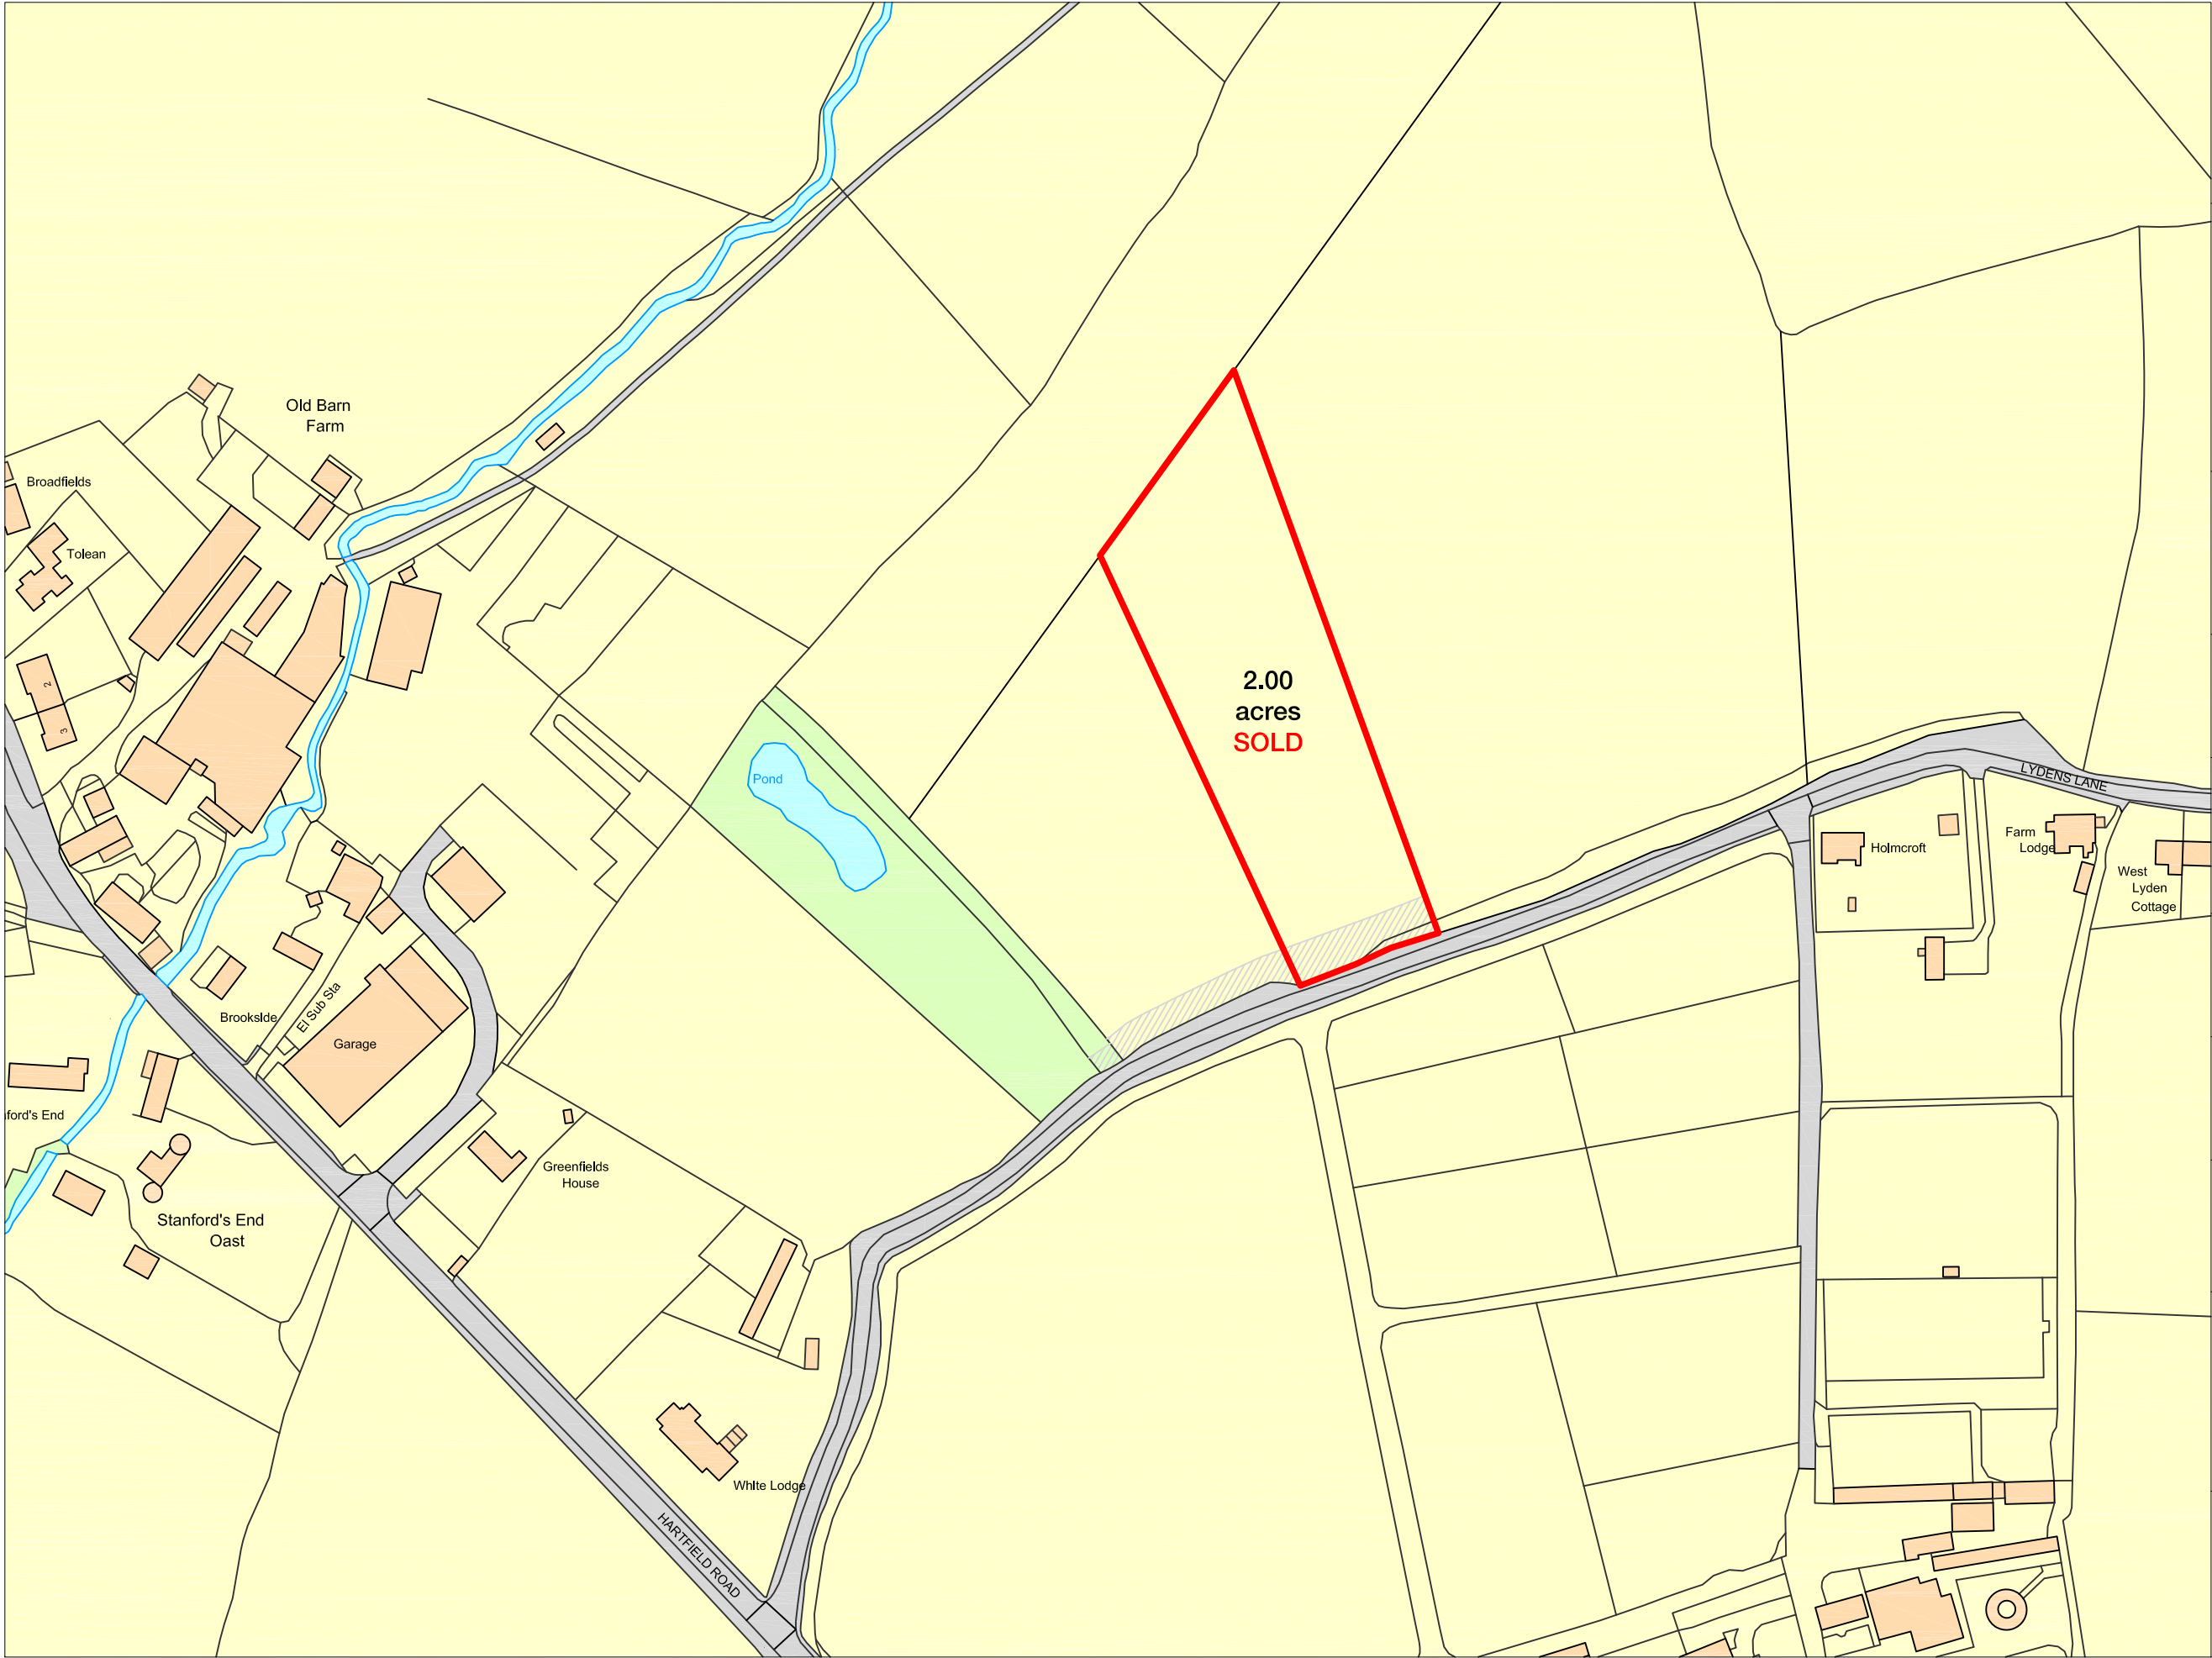 Old Barn
Farm
Broadfields
Tolean
2
3
Pond
2.00
acres
SOLD
LYDENS LANE
Holmcroft
Farm
Lodge
West
Lyden
Cottage
Brookside
El Sub Sta
Garage
ford's End
Greenfields
House
Stanford's End
Oast
White Lodge
HARTFIELD ROAD